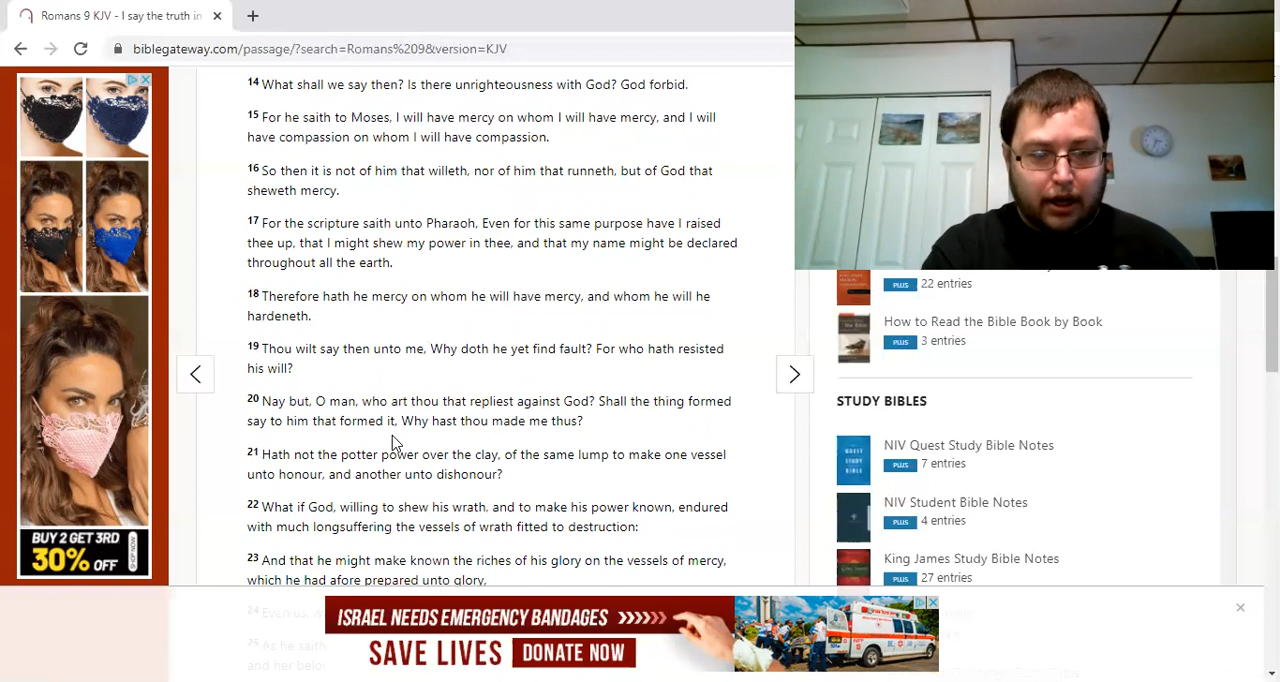 Romans 9 KJV - I say the truth in
biblegateway.com/passage/?search=Romans%209&version=KJV
14 What shall we say then? Is there unrighteousness with God? God forbid.
15 For he saith to Moses, I will have mercy on whom I will have mercy, and I will
have compassion on whom I will have compassion.
16 So then it is not of him that willeth, nor of him that runneth, but of God that
sheweth mercy.
17 For the scripture saith unto Pharaoh, Even for this same purpose have I raised
thee up, that I might shew my power in thee, and that my name might be declared
throughout all the earth.
18 Therefore hath he mercy on whom he will have mercy, and whom he will he
hardeneth.
19 Thou wilt say then unto me, Why doth he yet find fault? For who hath resisted
his will?
20 Nay but, O man, who art thou that repliest against God? Shall the thing formed
say to him that formed it, Why hast thou made me thus?
21 Hath not the potter power over the clay, of the same lump to make one vessel
unto honour, and another unto dishonour?
22 What if God, willing to shew his wrath, and to make his power known, endured
with much longsuffering the vessels of wrath fitted to destruction:
23 And that he might make known the riches of his glory on the vessels of mercy,
which he had afore prepared unto glory,
24 Even us,
25 As he saith
and her
PLUS 22 entries
How to Read the Bible Book by Book
PLUS 3 entries
STUDY BIBLES
NIV Quest Study Bible Notes
PLUS 7 entries
NIV Student Bible Notes
PLUS 4 entries
King James Study Bible Notes
PLUS 27 entries
BUY 2 GET 3RD
30% OFF
SHOP NOW
ISRAEL NEEDS EMERGENCY BANDAGES
SAVE LIVES DONATE NOW